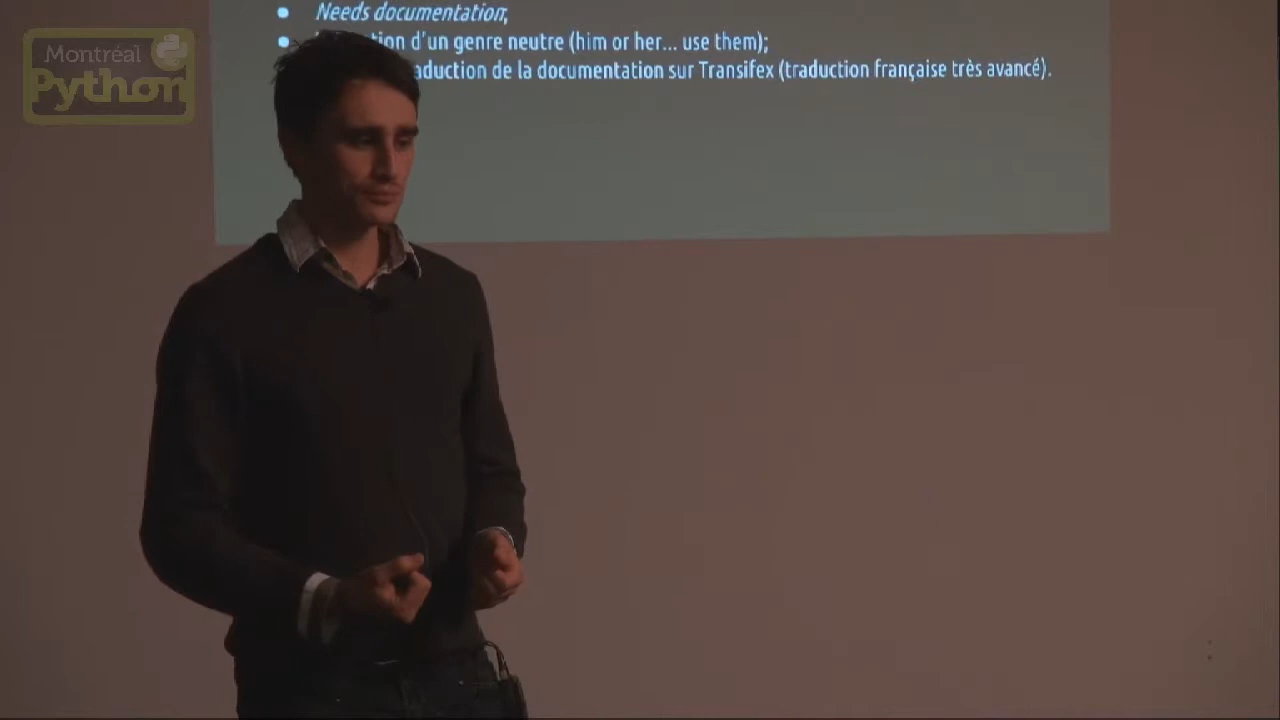 Montréal
Python
Needs documentation;
d'un genre neutre (him or her... use them);
de la documentation sur Transifex (traduction française très avancé).